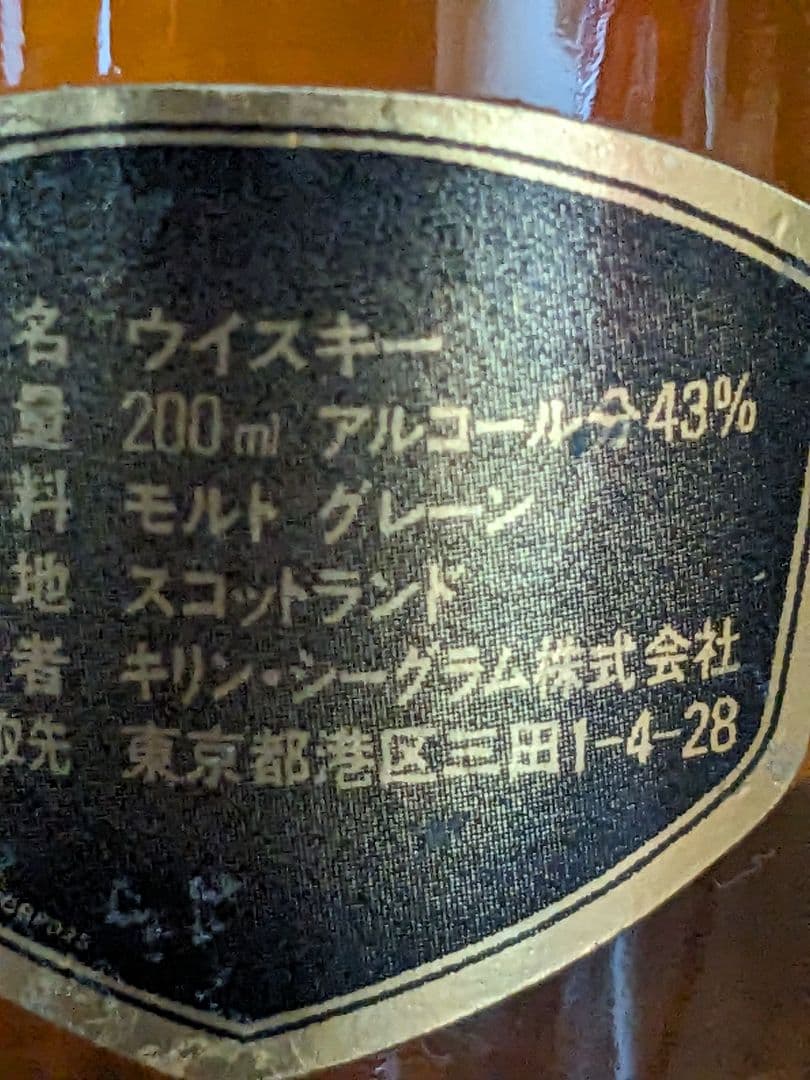 名 ウイスキー
量 200ml アルコール分43%
料 モルト グレーン
地 スコットランド
者 キリン・シーグラム株式会社
取先 東京都港区三田1-4-28